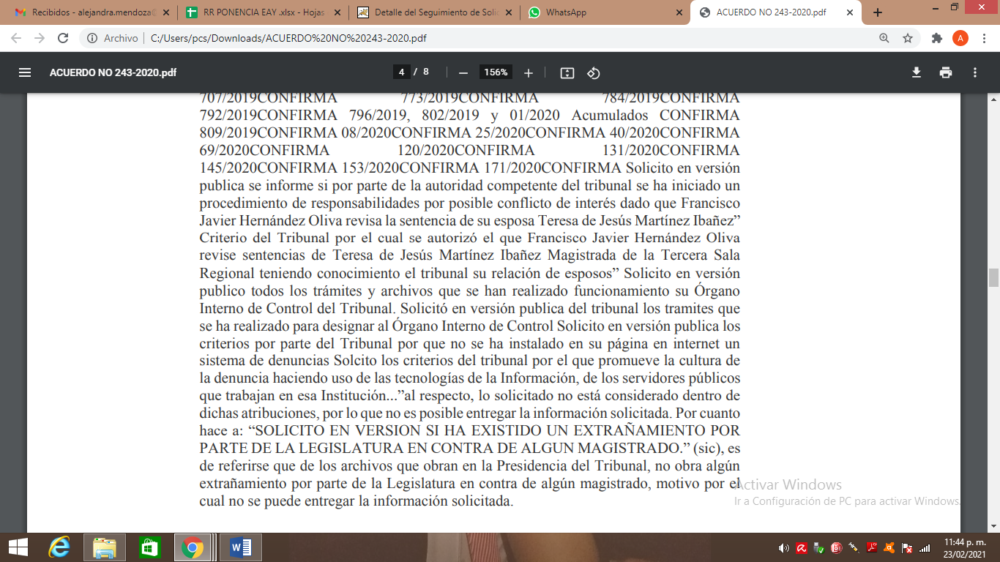 Recibidos - alejandra.mendoza@
RR PONENCIA EAY .xlsx - Hojas
Detalle del Seguimiento de Solic
WhatsApp
ACUERDO NO 243-2020.pdf
Archivo
C:/Users/pcs/Downloads/ACUERDO%20NO%20243-2020.pdf
A
ACUERDO NO 243-2020.pdf
4 / 8
156%
707/2019CONFIRMA 773/2019CONFIRMA 784/2019CONFIRMA
792/2019CONFIRMA 796/2019, 802/2019 y 01/2020 Acumulados CONFIRMA
809/2019CONFIRMA 08/2020CONFIRMA 25/2020CONFIRMA 40/2020CONFIRMA
69/2020CONFIRMA 120/2020CONFIRMA 131/2020CONFIRMA
145/2020CONFIRMA 153/2020CONFIRMA 171/2020CONFIRMA Solicito en versión
publica se informe si por parte de la autoridad competente del tribunal se ha iniciado un
procedimiento de responsabilidades por posible conflicto de interés dado que Francisco
Javier Hernández Oliva revisa la sentencia de su esposa Teresa de Jesús Martínez Ibañez”
Criterio del Tribunal por el cual se autorizó el que Francisco Javier Hernández Oliva
revise sentencias de Teresa de Jesús Martínez Ibañez Magistrada de la Tercera Sala
Regional teniendo conocimiento el tribunal su relación de esposos” Solicito en versión
publico todos los trámites y archivos que se han realizado funcionamiento su Órgano
Interno de Control del Tribunal. Solicitó en versión publica del tribunal los tramites que
se ha realizado para designar al Órgano Interno de Control Solicito en versión publica los
criterios por parte del Tribunal por que no se ha instalado en su página en internet un
sistema de denuncias Solcito los criterios del tribunal por el que promueve la cultura de
la denuncia haciendo uso de las tecnologías de la Información, de los servidores públicos
que trabajan en esa Institución...”al respecto, lo solicitado no está considerado dentro de
dichas atribuciones, por lo que no es posible entregar la información solicitada. Por cuanto
hace a: “SOLICITO EN VERSION SI HA EXISTIDO UN EXTRAÑAMIENTO POR
PARTE DE LA LEGISLATURA EN CONTRA DE ALGUN MAGISTRADO.” (sic), es
de referirse que de los archivos que obran en la Presidencia del Tribunal, no obra algún
extrañamiento por parte de la Legislatura en contra de algún magistrado, motivo por el
cual no se puede entregar la información solicitada.
Activar Windows
Ir a Configuración de PC para activar Windows.
11:44 p. m.
23/02/2021